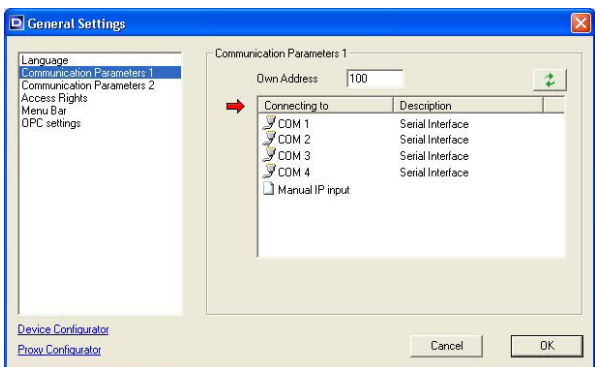 General Settings
Language
Communication Parameters 1
Communication Parameters 2
Access Rights
Menu Bar
OPC settings
Communication Parameters 1
Own Address 100
Connecting to Description
COM 1 Serial Interface
COM 2 Serial Interface
COM 3 Serial Interface
COM 4 Serial Interface
Manual IP input
Device Configurator
Proxy Configurator
Cancel OK